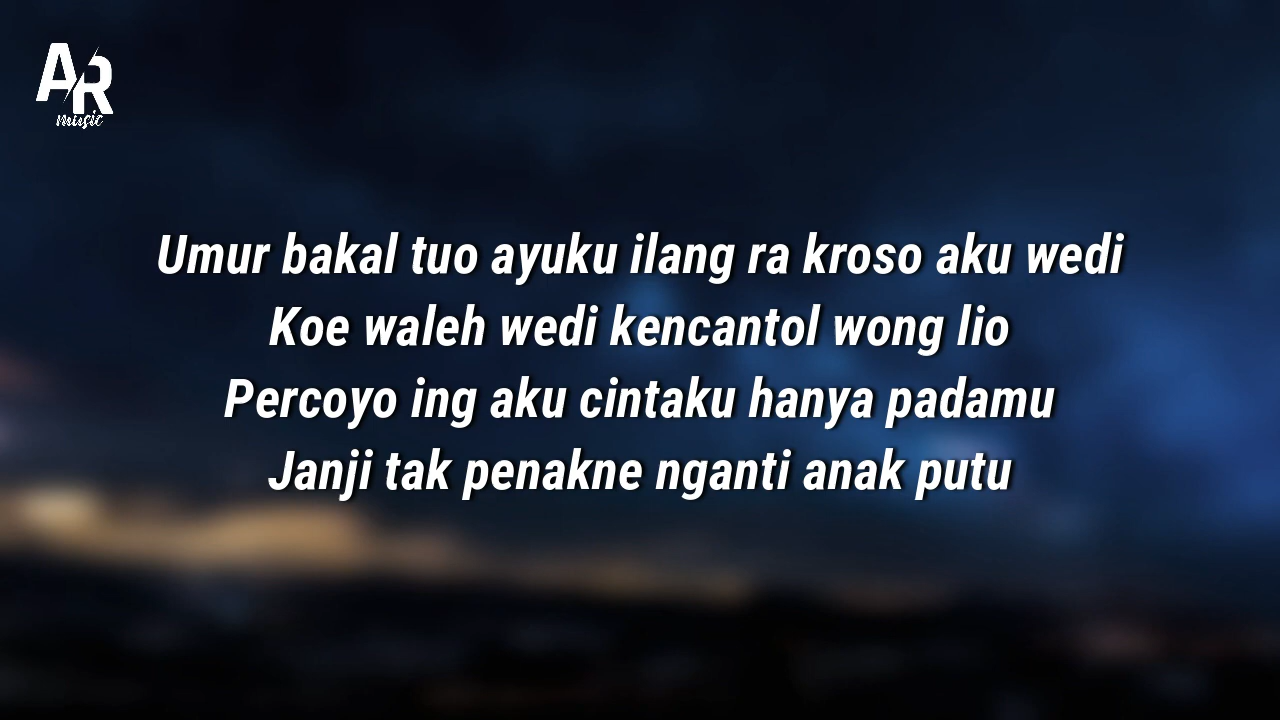 AR
music
Umur bakal tuo ayuku ilang ra kroso aku wedi
Koe waleh wedi kencantol wong lio
Percoyo ing aku cintaku hanya padamu
Janji tak penakne nganti anak putu